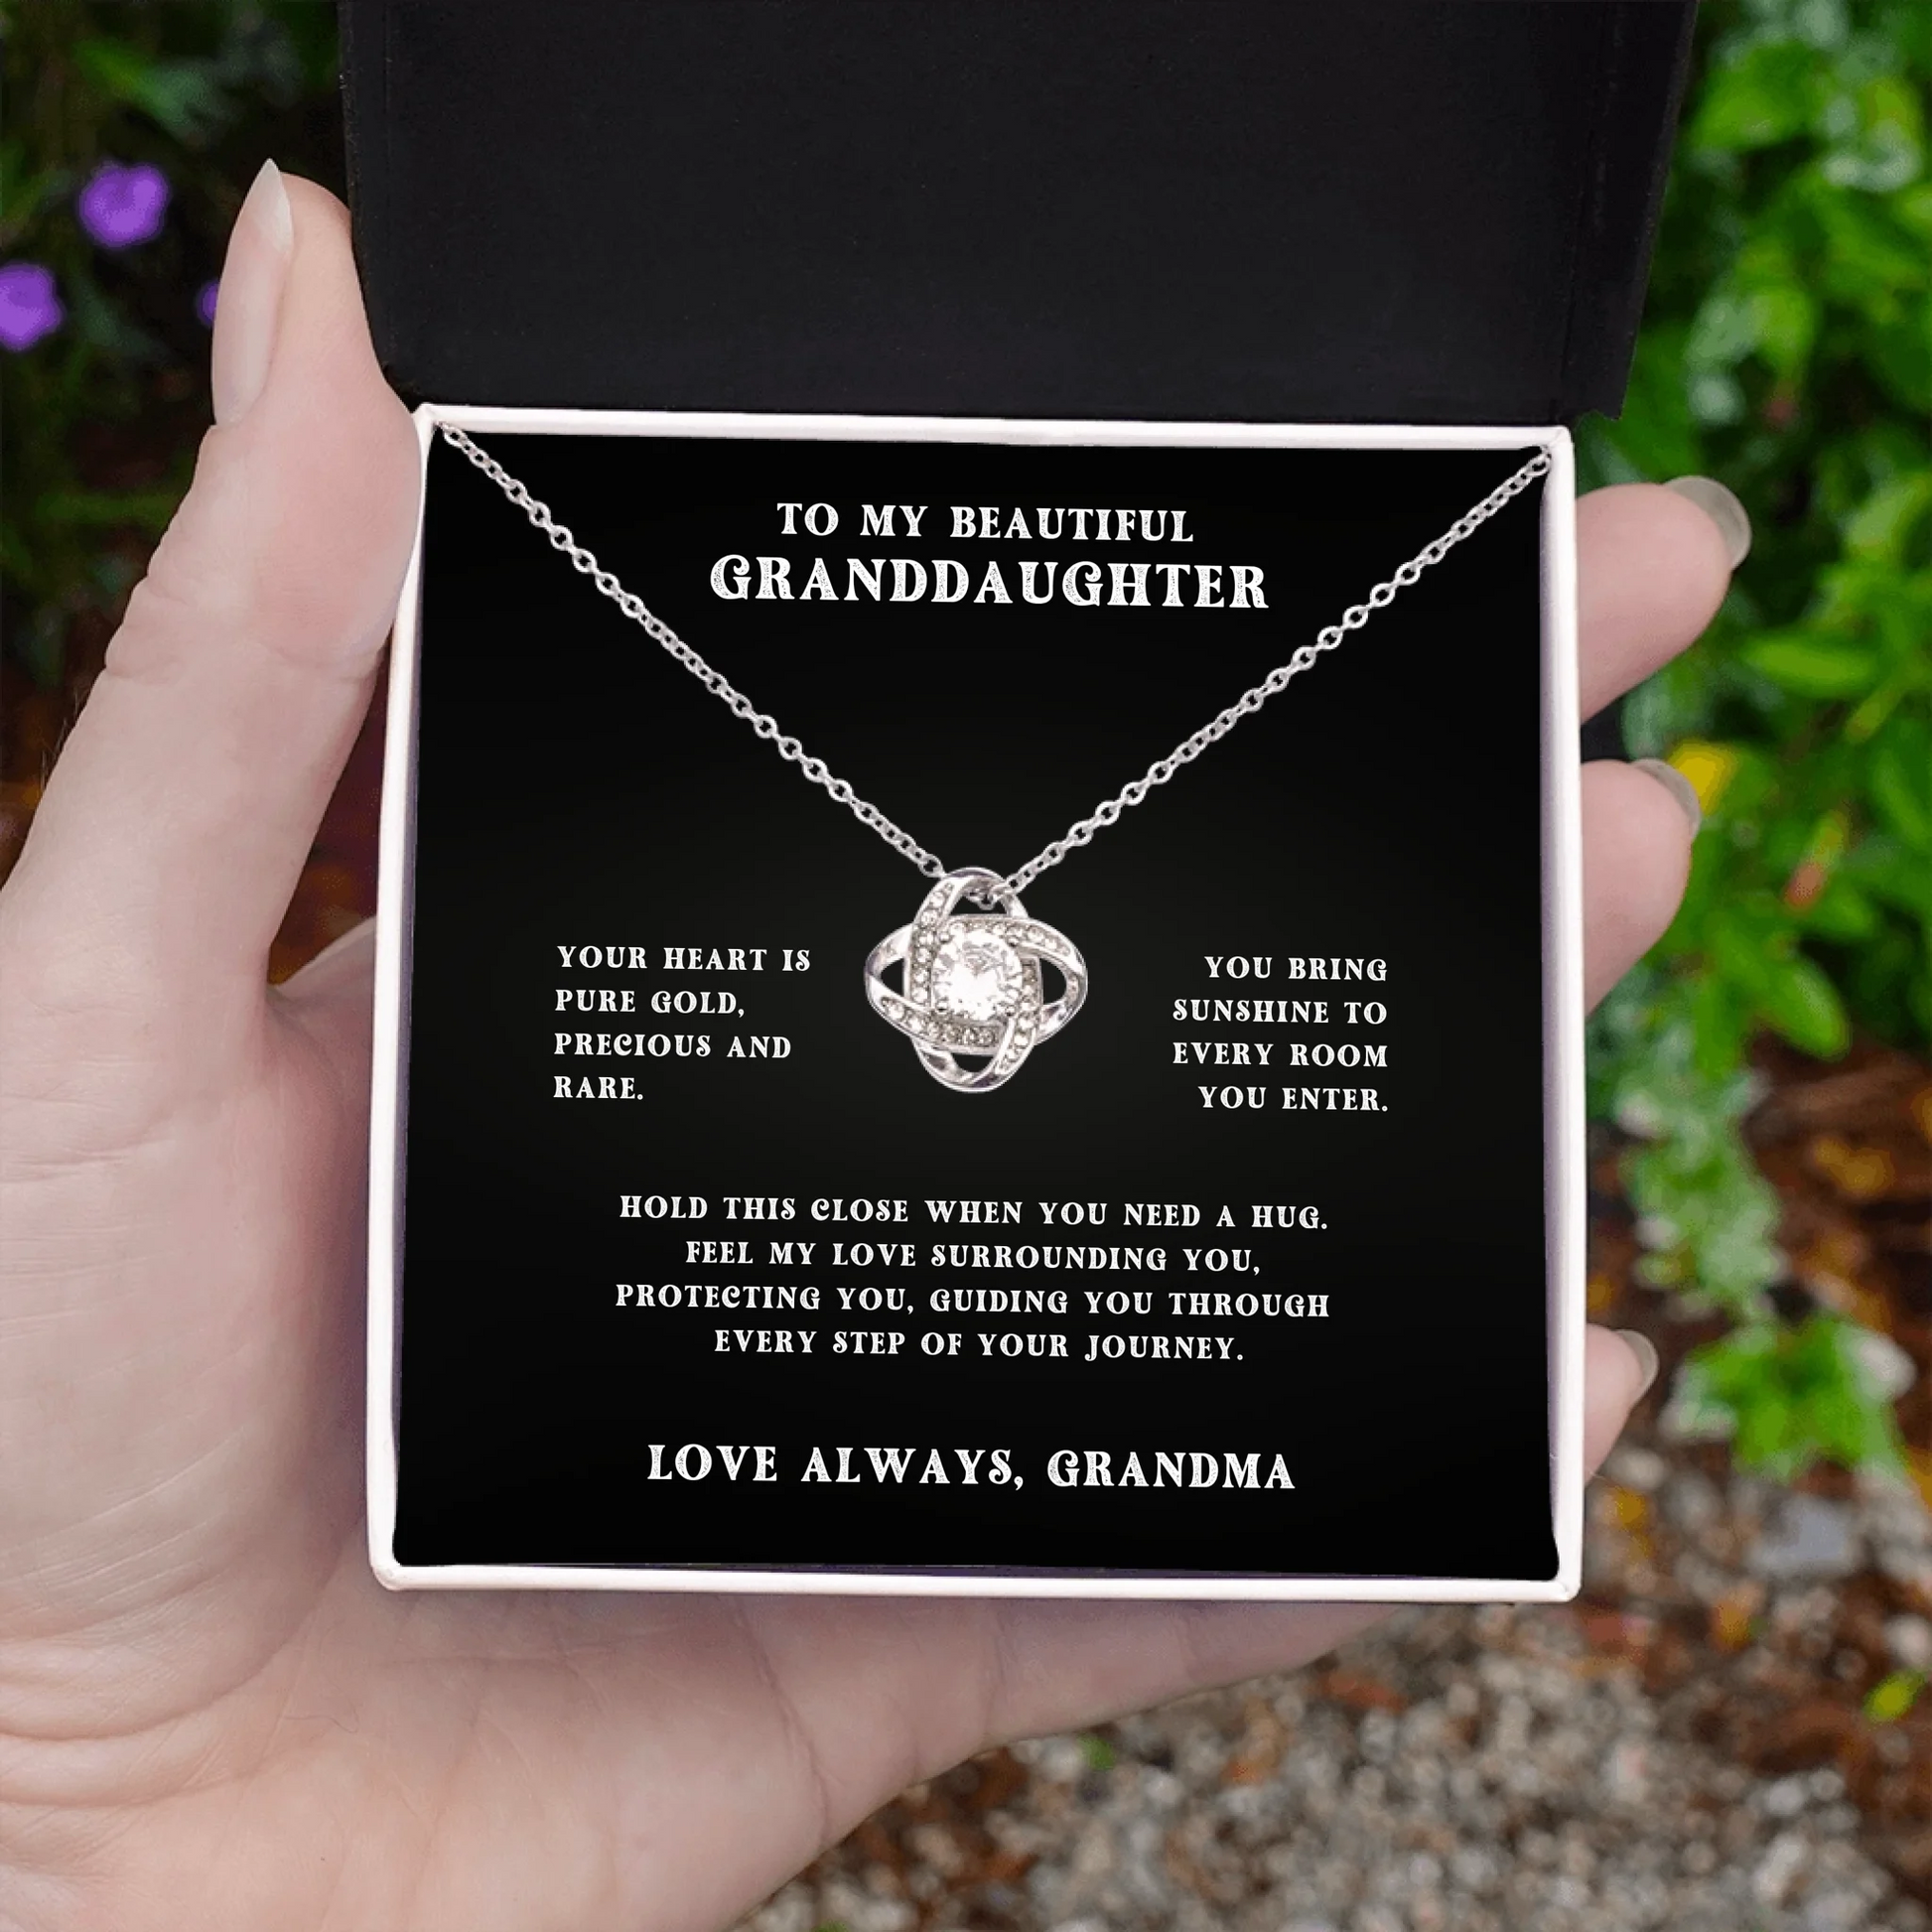 TO MY BEAUTIFUL
GRANDDAUGHTER
YOUR HEART IS
PURE GOLD,
PRECIOUS AND
RARE.
YOU BRING
SUNSHINE TO
EVERY ROOM
YOU ENTER.
HOLD THIS CLOSE WHEN YOU NEED A HUG.
FEEL MY LOVE SURROUNDING YOU,
PROTECTING YOU, GUIDING YOU THROUGH
EVERY STEP OF YOUR JOURNEY.
LOVE ALWAYS, GRANDMA